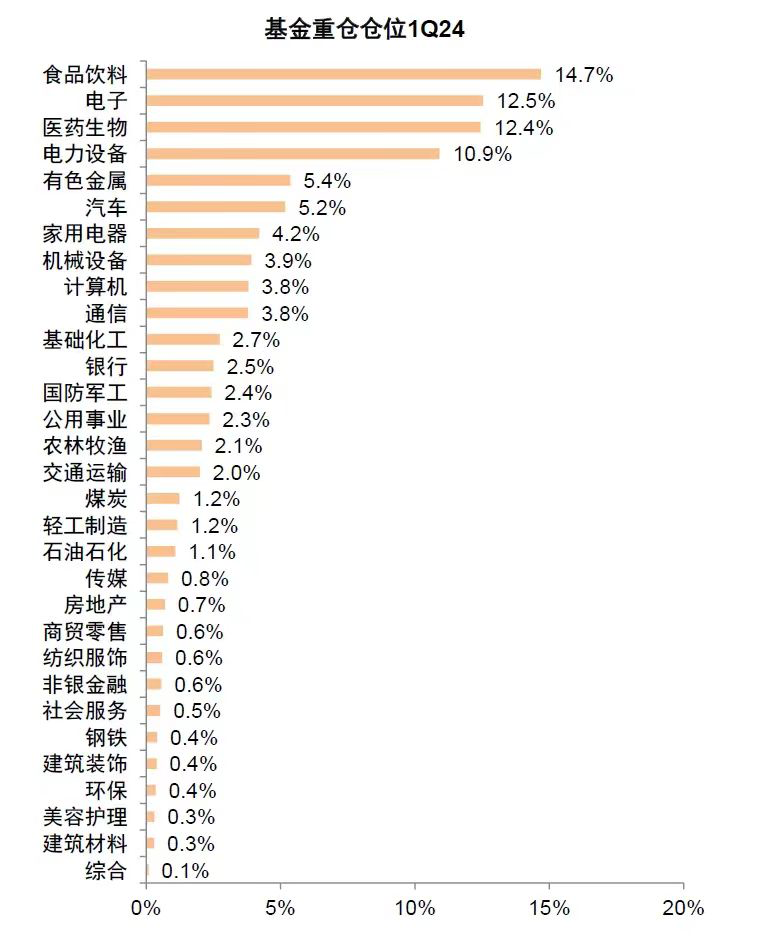 基金重仓仓位1Q24
食品饮料 14.7%
电子 12.5%
医药生物 12.4%
电力设备 10.9%
有色金属 5.4%
汽车 5.2%
家用电器 4.2%
机械设备 3.9%
计算机 3.8%
通信 3.8%
基础化工 2.7%
银行 2.5%
国防军工 2.4%
公用事业 2.3%
农林牧渔 2.1%
交通运输 2.0%
煤炭 1.2%
轻工制造 1.2%
石油石化 1.1%
传媒 0.8%
房地产 0.7%
商贸零售 0.6%
纺织服饰 0.6%
非银金融 0.6%
社会服务 0.5%
钢铁 0.4%
建筑装饰 0.4%
环保 0.4%
美容护理 0.3%
建筑材料 0.3%
综合 0.1%
0% 5% 10% 15% 20%